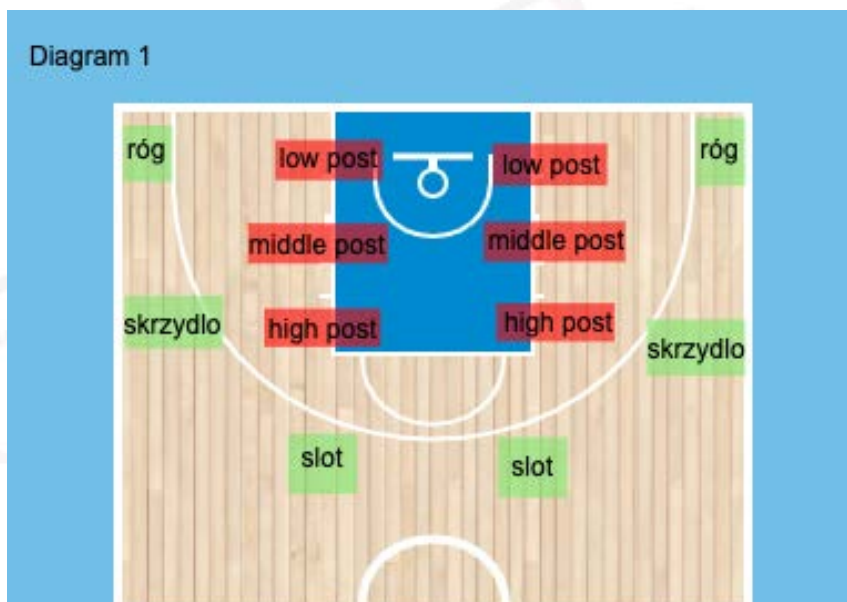 Diagram 1
róg
róg
low post
low post
middle post
middle post
skrzydlo
high post
high post
skrzydlo
slot
slot